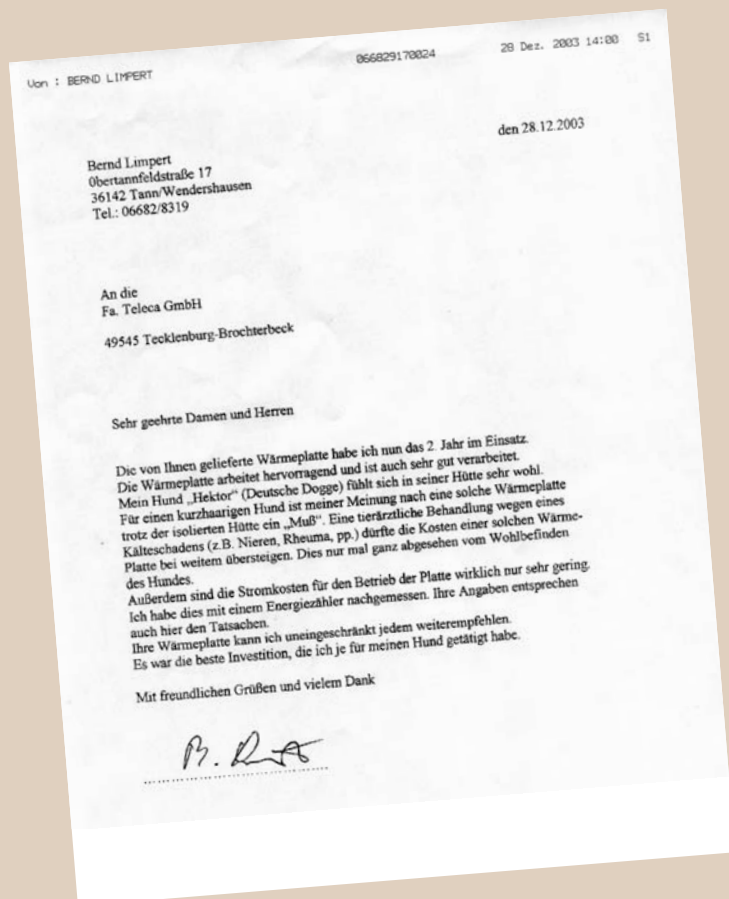 Von : BERND LIMPERT 066829170024 28 Dez. 2003 14:00 S1
den 28.12.2003
Bernd Limpert
0bertannfeldstraße 17
36142 Tann/Wendershausen
Tel.: 06682/8319
An die
Fa. Teleca GmbH
49545 Tecklenburg-Brochterbeck
Sehr geehrte Damen und Herren
Die von Ihnen gelieferte Wärmeplatte habe ich nun das 2. Jahr im Einsatz.
Die Wärmeplatte arbeitet hervorragend und ist auch sehr gut verarbeitet.
Mein Hund „Hektor“ (Deutsche Dogge) fühlt sich in seiner Hütte sehr wohl.
Für einen kurzhaarigen Hund ist meiner Meinung nach eine solche Wärmeplatte
trotz der isolierten Hütte ein „Muß“. Eine tierärztliche Behandlung wegen eines
Kälteschadens (z.B. Nieren, Rheuma, pp.) dürfte die Kosten einer solchen Wärme-
Platte bei weitem übersteigen. Dies nur mal ganz abgesehen vom Wohlbefinden
des Hundes.
Außerdem sind die Stromkosten für den Betrieb der Platte wirklich nur sehr gering.
Ich habe dies mit einem Energiezähler nachgemessen. Ihre Angaben entsprechen
auch hier den Tatsachen.
Ihre Wärmeplatte kann ich uneingeschränkt jedem weiterempfehlen.
Es war die beste Investition, die ich je für meinen Hund getätigt habe.
Mit freundlichen Grüßen und vielem Dank